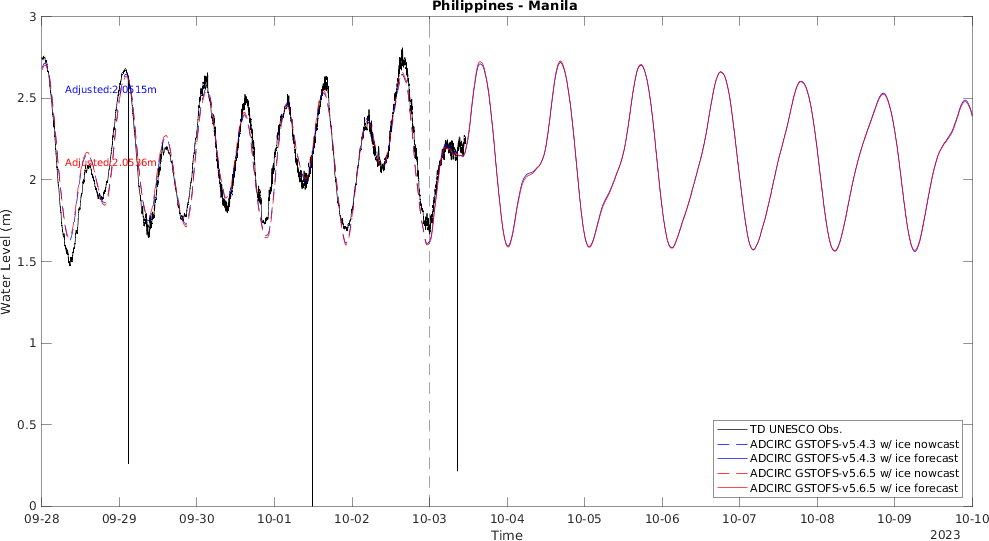 Philippines - Manila
3
2.5
2
1.5
1
0.5
0
Water Level (m)
Adjusted:2.0515m
Adjusted:2.0536m
TD UNESCO Obs.
ADCIRC GSTOFS-v5.4.3 w/ ice nowcast
ADCIRC GSTOFS-v5.4.3 w/ ice forecast
ADCIRC GSTOFS-v5.6.5 w/ ice nowcast
ADCIRC GSTOFS-v5.6.5 w/ ice forecast
09-28 09-29 09-30 10-01 10-02 10-03 10-04 10-05 10-06 10-07 10-08 10-09 10-10
Time
2023